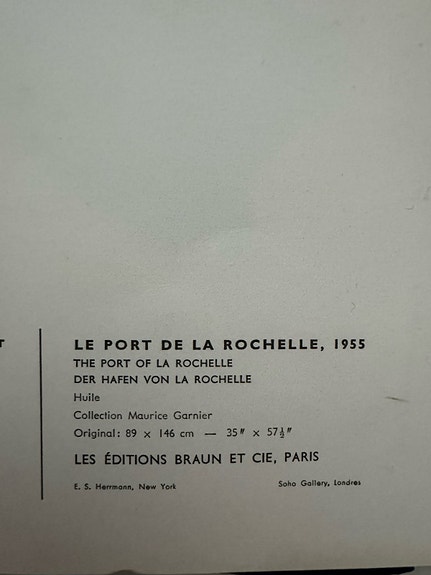 T
LE PORT DE LA ROCHELLE, 1955
THE PORT OF LA ROCHELLE
DER HAFEN VON LA ROCHELLE
Huile
Collection Maurice Garnier
Original: 89 x 146 cm — 35" x 57½"
LES ÉDITIONS BRAUN ET CIE, PARIS
E. S. Herrmann, New York Soho Gallery, Londres